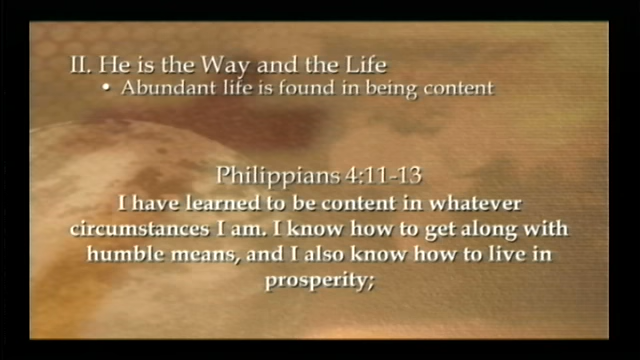 II. He is the Way and the Life
• Abundant life is found in being content
Philippians 4:11-13
I have learned to be content in whatever
circumstances I am. I know how to get along with
humble means, and I also know how to live in
prosperity;